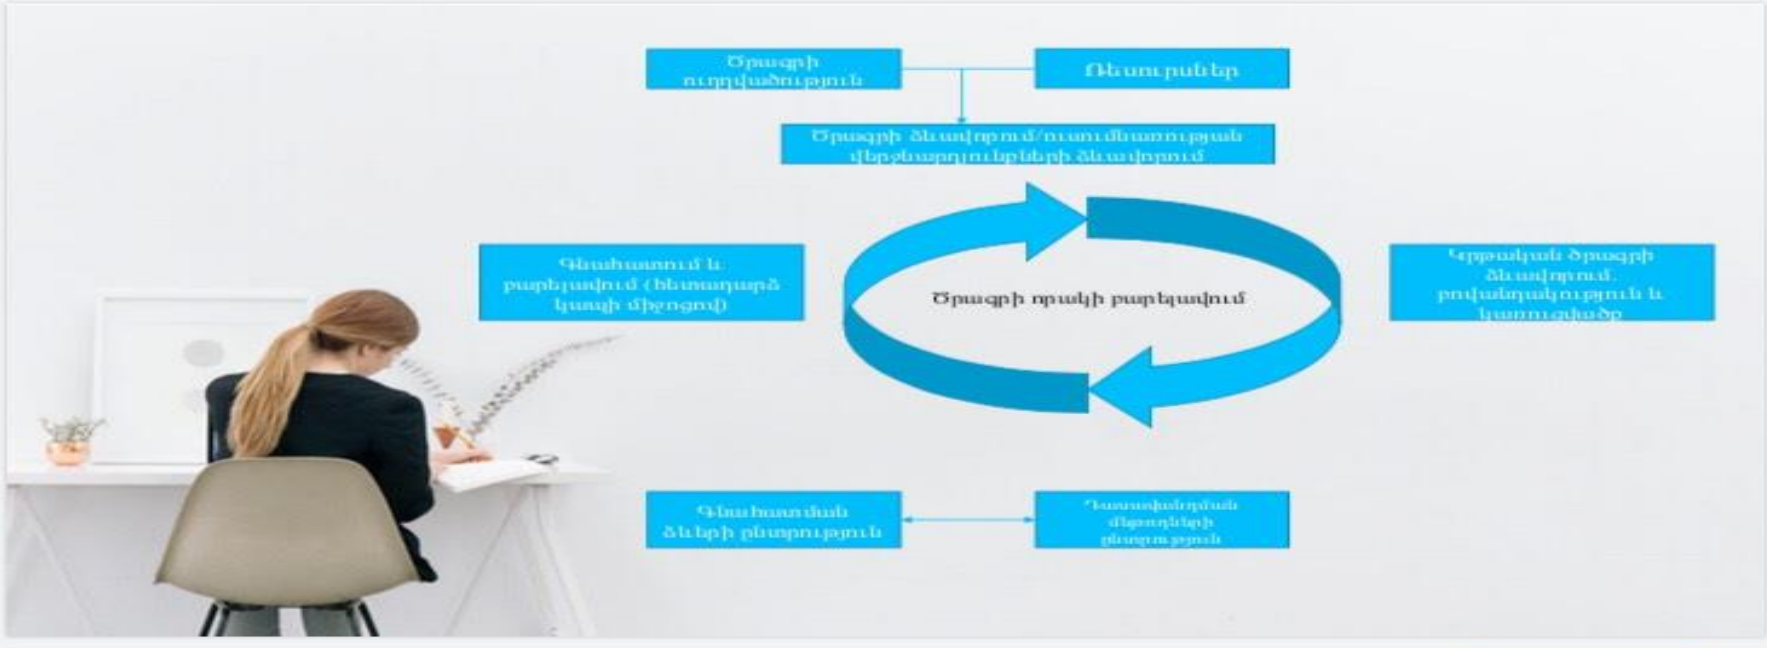 Ծրագրի
ուղղվածություն
Ռեսուրսներ
Ծրագրի ձևավորում/ուսումնառության
վերջնարդյունքների ձևավորում
Գնահատում և
բարելավում (հետադարձ
կապի միջոցով)
Ծրագրի որակի բարելավում
Կրթական ծրագրի
ձևավորում.
բովանդակություն և
կառուցվածք
Գնահատման
ձևերի ընտրություն
Դասավանդման
մեթոդների
ընտրություն